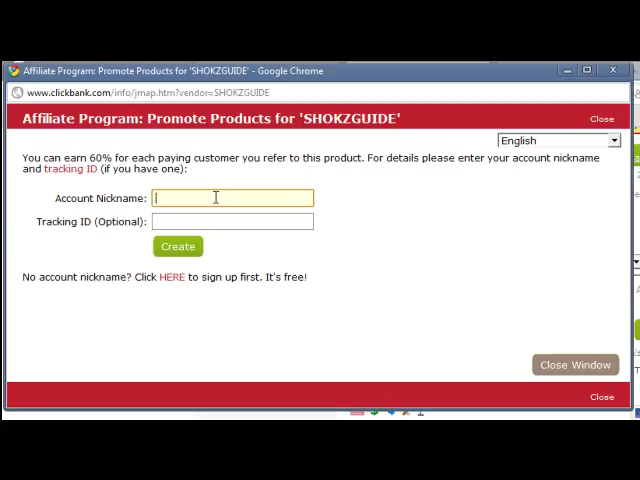 Affiliate Program: Promote Products for 'SHOKZGUIDE' - Google Chrome
www.clickbank.com/info/jmap.htm?vendor=SHOKZGUIDE
Affiliate Program: Promote Products for 'SHOKZGUIDE'
Close
English
You can earn 60% for each paying customer you refer to this product. For details please enter your account nickname
and tracking ID (if you have one):
Account Nickname:
Tracking ID (Optional):
Create
No account nickname? Click HERE to sign up first. It's free!
Close Window
Close